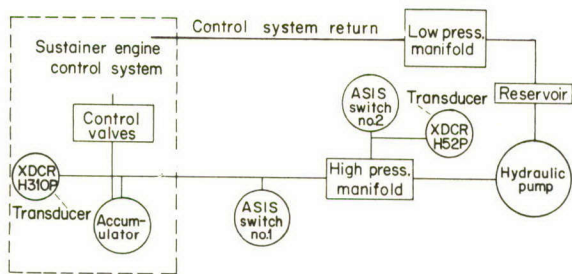 Sustainer engine
control system
Control system return
Low press.
manifold
Reservoir
Hydraulic
pump
ASIS
switch
no.2
Transducer
XDCR
H52P
High press.
manifold
Control
valves
XDCR
H310P
Transducer
Accum-
ulator
ASIS
switch
no.1